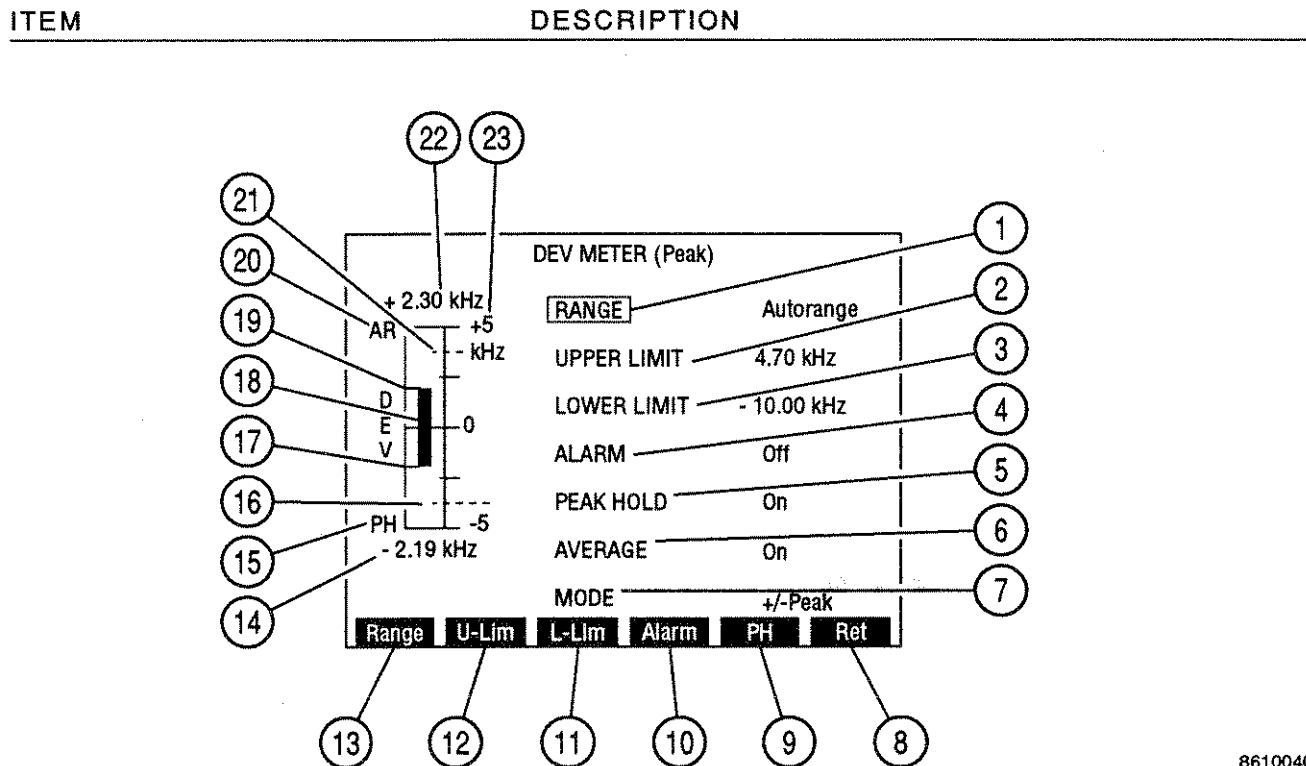 ITEM DESCRIPTION
22 23
21
1
DEV METER (Peak)
20
2
+ 2.30 kHz
RANGE Autorange
AR +5
19
kHz
UPPER LIMIT 4.70 kHz
3
18
D
LOWER LIMIT - 10.00 kHz
4
E 0
17
V
ALARM Off
5
16
PEAK HOLD On
PH -5
6
15
- 2.19 kHz
AVERAGE On
7
14
MODE +/-Peak
Range U-Lim L-Lim Alarm PH Ret
13 12 11 10 9 8